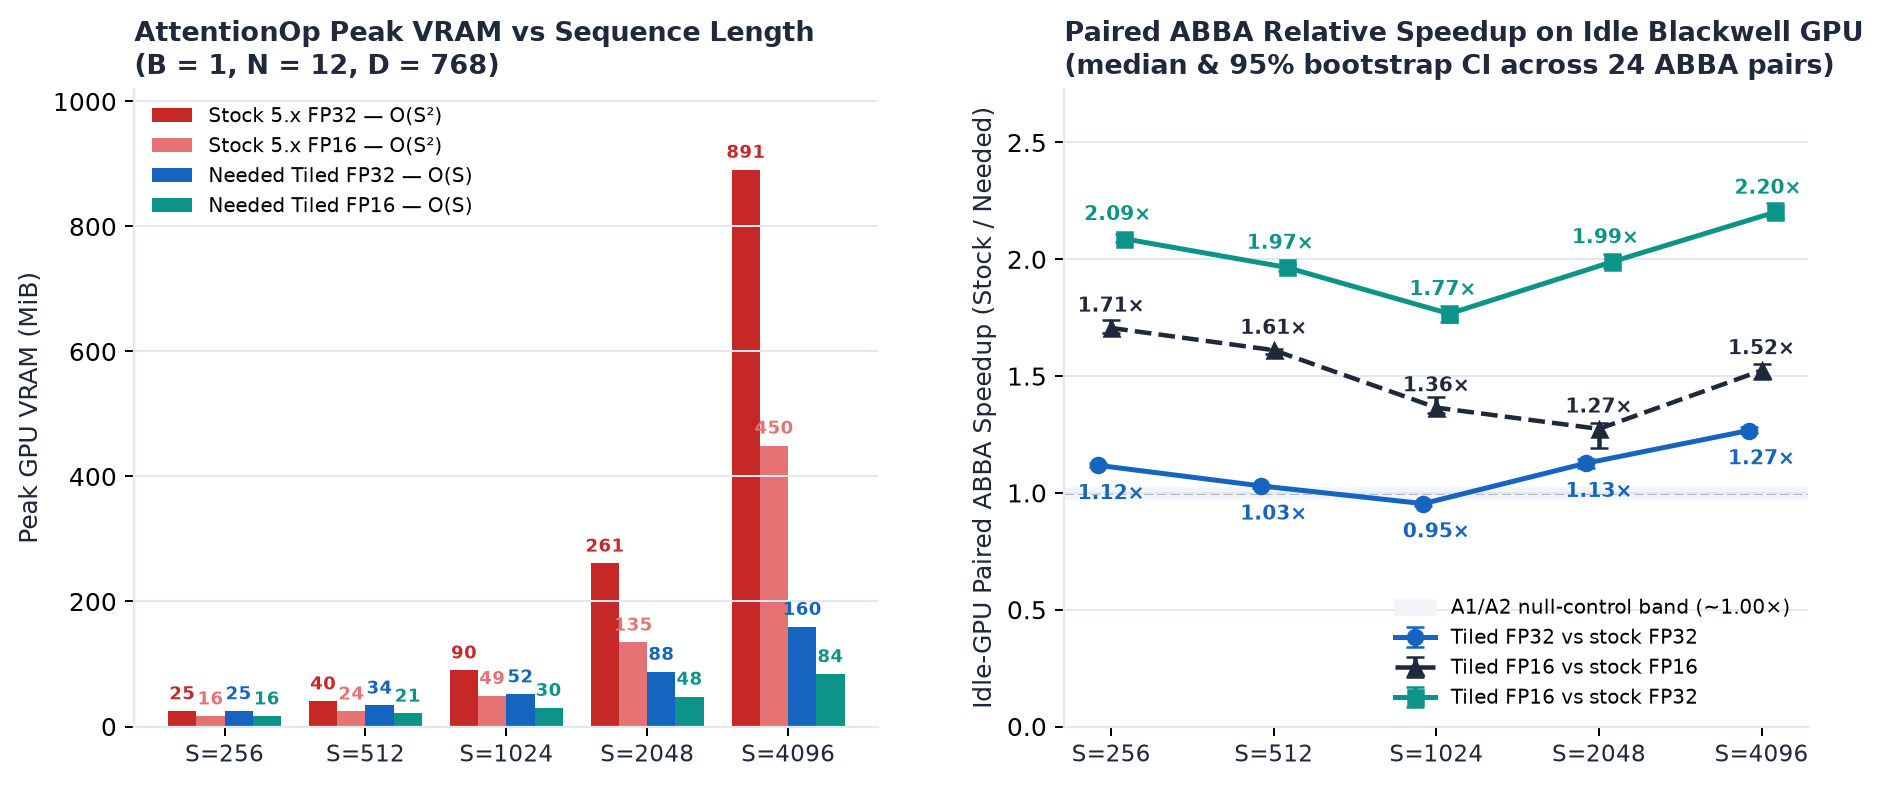 AttentionOp Peak VRAM vs Sequence Length
(B = 1, N = 12, D = 768)
Peak GPU VRAM (MiB)
1000
800
600
400
200
0
Stock 5.x FP32 — O(S²)
Stock 5.x FP16 — O(S²)
Needed Tiled FP32 — O(S)
Needed Tiled FP16 — O(S)
25 16 25 16
40 24 34 21
90 49 52 30
261 135 88 48
891 450 160 84
S=256 S=512 S=1024 S=2048 S=4096
Paired ABBA Relative Speedup on Idle Blackwell GPU
(median & 95% bootstrap CI across 24 ABBA pairs)
Idle-GPU Paired ABBA Speedup (Stock / Needed)
2.5
2.0
1.5
1.0
0.5
0.0
2.09× 1.97× 1.77× 1.99× 2.20×
1.71× 1.61× 1.36× 1.27× 1.52×
1.12× 1.03× 0.95× 1.13× 1.27×
A1/A2 null-control band (~1.00×)
Tiled FP32 vs stock FP32
Tiled FP16 vs stock FP16
Tiled FP16 vs stock FP32
S=256 S=512 S=1024 S=2048 S=4096